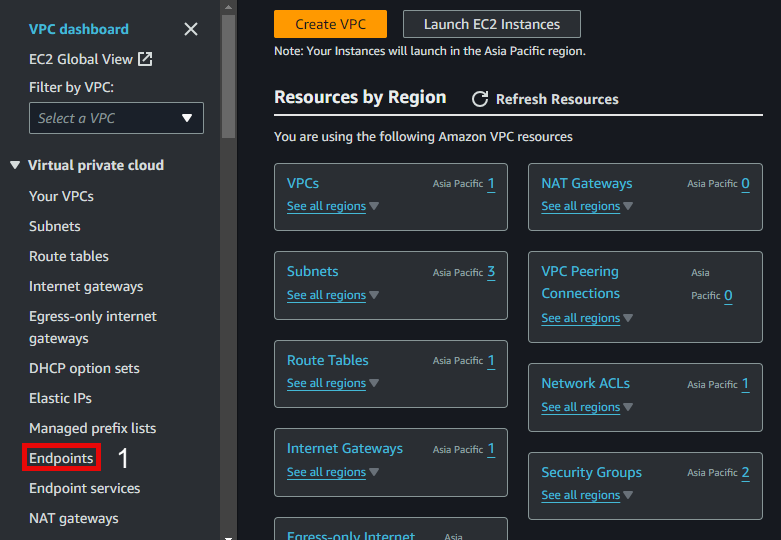 VPC dashboard
EC2 Global View
Filter by VPC:
Select a VPC
Virtual private cloud
Your VPCs
Subnets
Route tables
Internet gateways
Egress-only internet
gateways
DHCP option sets
Elastic IPs
Managed prefix lists
Endpoints 1
Endpoint services
NAT gateways
Create VPC
Launch EC2 Instances
Note: Your Instances will launch in the Asia Pacific region.
Resources by Region
Refresh Resources
You are using the following Amazon VPC resources
VPCs Asia Pacific 1
See all regions
NAT Gateways Asia Pacific 0
See all regions
Subnets Asia Pacific 3
See all regions
VPC Peering Asia
Connections Pacific 0
See all regions
Route Tables Asia Pacific 1
See all regions
Network ACLs Asia Pacific 1
See all regions
Internet Gateways Asia Pacific 1
See all regions
Security Groups Asia Pacific 2
See all regions
Egress-only Internet Asia